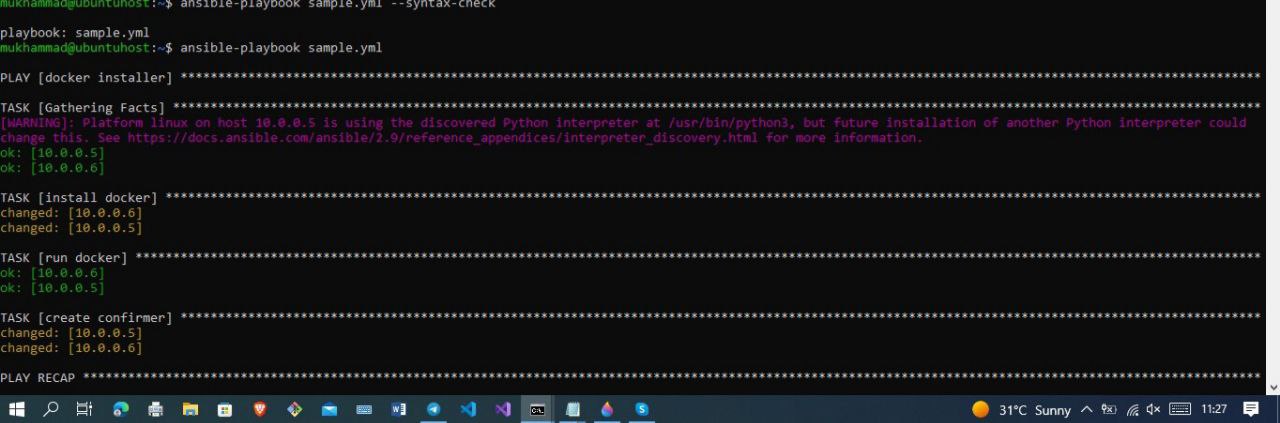 mukhammad@ubuntuhost:~$ ansible-playbook sample.yml --syntax-check
playbook: sample.yml
mukhammad@ubuntuhost:~$ ansible-playbook sample.yml
PLAY [docker installer] ************************************************************************************************************************************************
TASK [Gathering Facts] *************************************************************************************************************************************************
[WARNING]: Platform linux on host 10.0.0.5 is using the discovered Python interpreter at /usr/bin/python3, but future installation of another Python interpreter could
change this. See https://docs.ansible.com/ansible/2.9/reference_appendices/interpreter_discovery.html for more information.
ok: [10.0.0.5]
ok: [10.0.0.6]
TASK [install docker] **************************************************************************************************************************************************
changed: [10.0.0.6]
changed: [10.0.0.5]
TASK [run docker] ******************************************************************************************************************************************************
ok: [10.0.0.6]
ok: [10.0.0.5]
TASK [create confirmer] ************************************************************************************************************************************************
changed: [10.0.0.5]
changed: [10.0.0.6]
PLAY RECAP *************************************************************************************************************************************************************
31°C Sunny 11:27